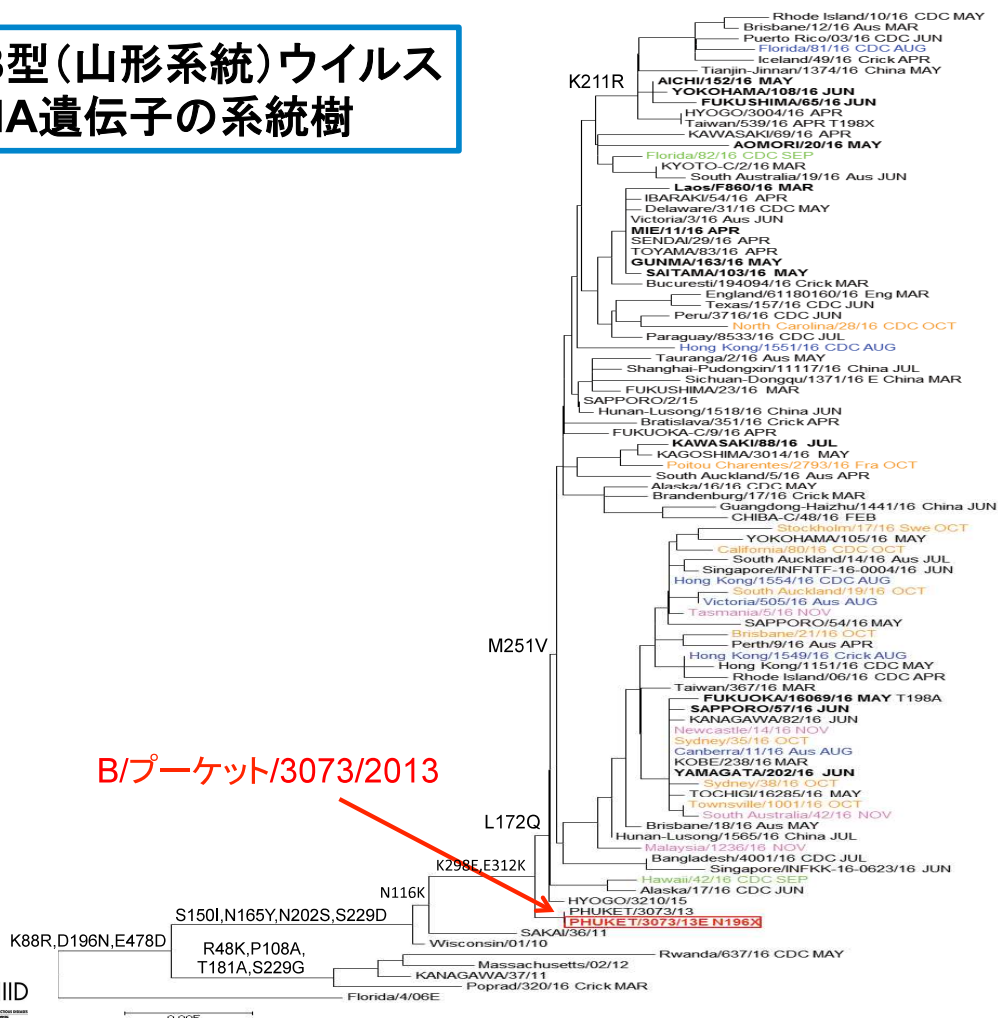 B型(山形系統)ウイルス
HA遺伝子の系統樹
Rhode Island/10/16 CDC MAY
Brisbane/12/16 Aus MAR
Puerto Rico/03/16 CDC JUN
Florida/81/16 CDC AUG
Iceland/49/16 Crick APR
Tianjin-Jinnan/1374/16 China MAY
K211R
AICHI/152/16 MAY
YOKOHAMA/108/16 JUN
FUKUSHIMA/65/16 JUN
HYOGO/3004/16 APR
Taiwan/539/16 APR T198X
KAWASAKI/69/16 APR
AOMORI/20/16 MAY
Florida/82/16 CDC SEP
KYOTO-C/2/16 MAR
South Australia/19/16 Aus JUN
Laos/F860/16 MAR
IBARAKI/54/16 APR
Delaware/31/16 CDC MAY
Victoria/3/16 Aus JUN
MIE/11/16 APR
SENDAI/29/16 APR
TOYAMA/83/16 APR
GUNMA/163/16 MAY
SAITAMA/103/16 MAY
Bucuresti/194094/16 Crick MAR
England/61180160/16 Eng MAR
Texas/157/16 CDC JUN
Peru/3716/16 CDC JUN
North Carolina/28/16 CDC OCT
Paraguay/8533/16 CDC JUL
Hong Kong/1551/16 CDC AUG
Tauranga/2/16 Aus MAY
Shanghai-Pudongxin/11117/16 China JUL
Sichuan-Dongqu/1371/16 E China MAR
FUKUSHIMA/23/16 MAR
SAPPORO/2/15
Hunan-Lusong/1518/16 China JUN
Bratislava/351/16 Crick APR
FUKUOKA-C/9/16 APR
KAWASAKI/88/16 JUL
KAGOSHIMA/3014/16 MAY
Poitou Charentes/2793/16 Fra OCT
South Auckland/5/16 Aus APR
Alaska/16/16 CDC MAY
Brandenburg/17/16 Crick MAR
Guangdong-Haizhu/1441/16 China JUN
CHIBA-C/48/16 FEB
Stockholm/17/16 Swe OCT
YOKOHAMA/105/16 MAY
California/80/16 CDC OCT
South Auckland/14/16 Aus JUL
Singapore/INFNTF-16-0004/16 JUN
Hong Kong/1554/16 CDC AUG
South Auckland/19/16 OCT
Victoria/505/16 Aus AUG
Tasmania/5/16 NOV
SAPPORO/54/16 MAY
Brisbane/21/16 OCT
Perth/9/16 Aus APR
M251V
Hong Kong/1549/16 Crick AUG
Hong Kong/1151/16 CDC MAY
Rhode Island/06/16 CDC APR
Taiwan/367/16 MAR
FUKUOKA/16069/16 MAY T198A
SAPPORO/57/16 JUN
KANAGAWA/82/16 JUN
Newcastle/14/16 NOV
Sydney/35/16 OCT
Canberra/11/16 Aus AUG
KOBE/238/16 MAR
YAMAGATA/202/16 JUN
B/プーケット/3073/2013
Sydney/38/16 OCT
TOCHIGI/16285/16 MAY
Townsville/1001/16 OCT
South Australia/42/16 NOV
L172Q
Brisbane/18/16 Aus MAY
Hunan-Lusong/1565/16 China JUL
Malaysia/1236/16 NOV
Bangladesh/4001/16 CDC JUL
K298E,E312K
Singapore/INFKK-16-0623/16 JUN
Hawaii/42/16 CDC SEP
N116K
Alaska/17/16 CDC JUN
HYOGO/3210/15
PHUKET/3073/13
S150I,N165Y,N202S,S229D
PHUKET/3073/13E N196X
SAKAI/36/11
K88R,D196N,E478D
Wisconsin/01/10
R48K,P108A,
T181A,S229G
Rwanda/637/16 CDC MAY
Massachusetts/02/12
KANAGAWA/37/11
Poprad/320/16 Crick MAR
Florida/4/06E